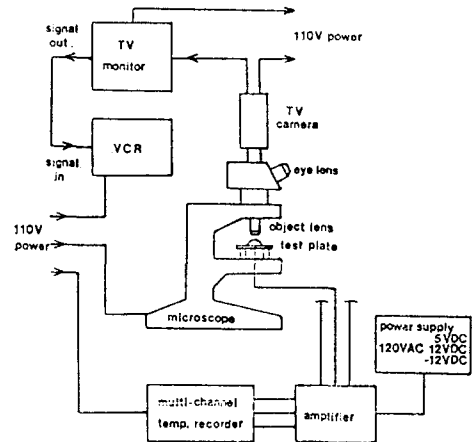 signal
out.
TV
monitor
110V power
TV
camera
VCR
signal
in
eye lens
object lens
test plate
110V
power
microscope
power supply
5VDC
120VAC 12VDC
-12VDC
multi-channel
temp. recorder
amplifier